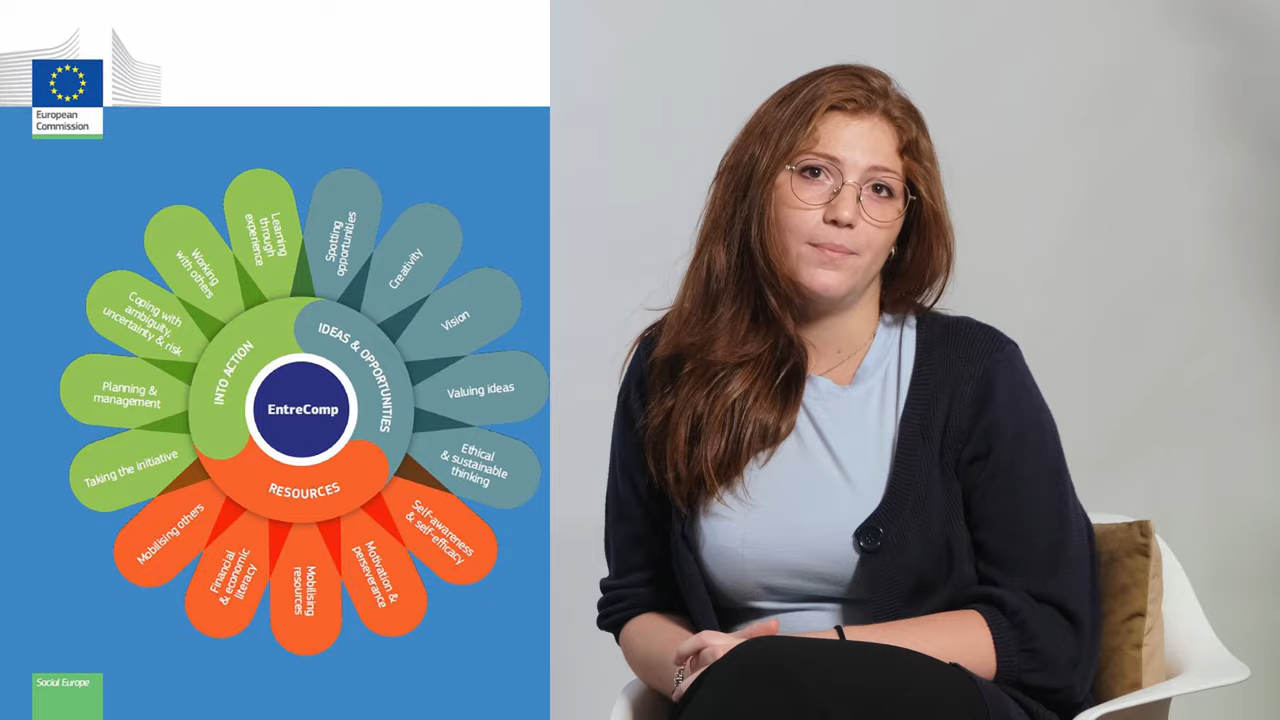 European
Commission
Learning
through
experience
Spotting
opportunities
Working
with others
Creativity
Coping with
ambiguity,
uncertainty & risk
Vision
Planning &
management
Valuing ideas
Taking the initiative
Ethical
& sustainable
thinking
INTO ACTION
IDEAS & OPPORTUNITIES
EntreComp
RESOURCES
Mobilising others
Financial
& economic
literacy
Mobilising
resources
Motivation &
perseverance
Self-awareness
& self-efficacy
Social Europe